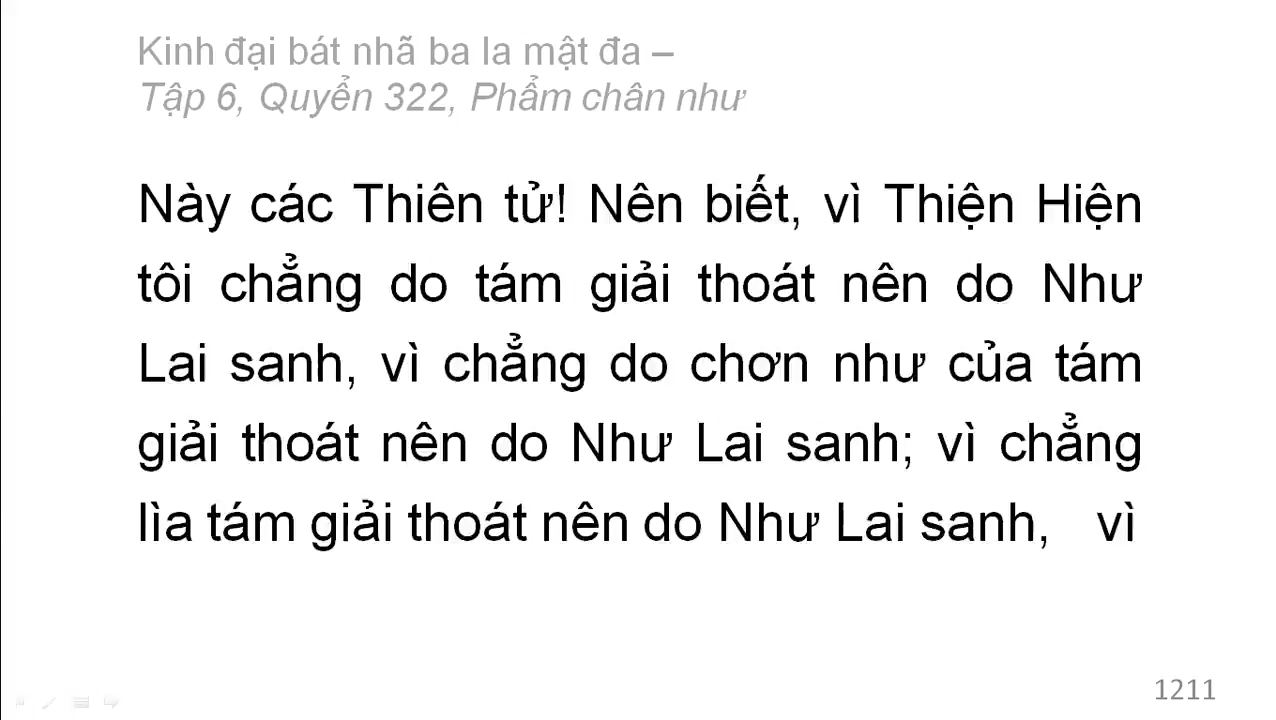 Kinh đại bát nhã ba la mật đa –
Tập 6, Quyển 322, Phẩm chân như
Này các Thiên tử! Nên biết, vì Thiện Hiện
tôi chẳng do tám giải thoát nên do Như
Lai sanh, vì chẳng do chơn như của tám
giải thoát nên do Như Lai sanh; vì chẳng
lìa tám giải thoát nên do Như Lai sanh, vì
1211